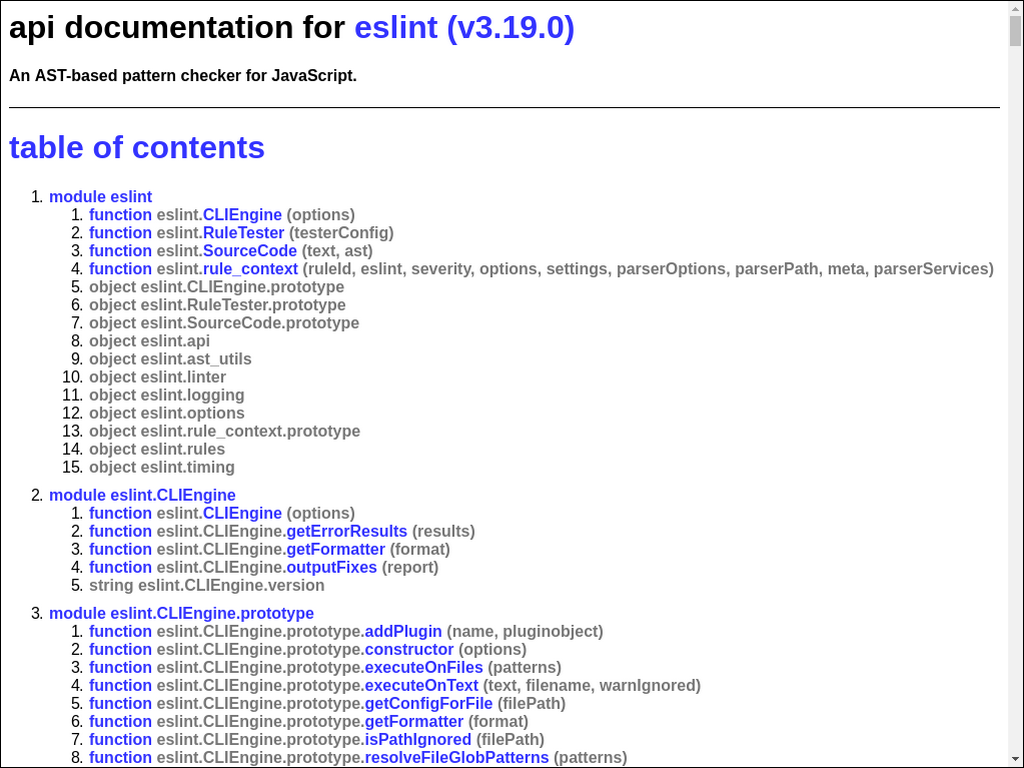 api documentation for eslint (v3.19.0)
An AST-based pattern checker for JavaScript.
table of contents
1. module eslint
1. function eslint.CLIEngine (options)
2. function eslint.RuleTester (testerConfig)
3. function eslint.SourceCode (text, ast)
4. function eslint.rule_context (ruleId, eslint, severity, options, settings, parserOptions, parserPath, meta, parserServices)
5. object eslint.CLIEngine.prototype
6. object eslint.RuleTester.prototype
7. object eslint.SourceCode.prototype
8. object eslint.api
9. object eslint.ast_utils
10. object eslint.linter
11. object eslint.logging
12. object eslint.options
13. object eslint.rule_context.prototype
14. object eslint.rules
15. object eslint.timing
2. module eslint.CLIEngine
1. function eslint.CLIEngine (options)
2. function eslint.CLIEngine.getErrorResults (results)
3. function eslint.CLIEngine.getFormatter (format)
4. function eslint.CLIEngine.outputFixes (report)
5. string eslint.CLIEngine.version
3. module eslint.CLIEngine.prototype
1. function eslint.CLIEngine.prototype.addPlugin (name, pluginobject)
2. function eslint.CLIEngine.prototype.constructor (options)
3. function eslint.CLIEngine.prototype.executeOnFiles (patterns)
4. function eslint.CLIEngine.prototype.executeOnText (text, filename, warnIgnored)
5. function eslint.CLIEngine.prototype.getConfigForFile (filePath)
6. function eslint.CLIEngine.prototype.getFormatter (format)
7. function eslint.CLIEngine.prototype.isPathIgnored (filePath)
8. function eslint.CLIEngine.prototype.resolveFileGlobPatterns (patterns)